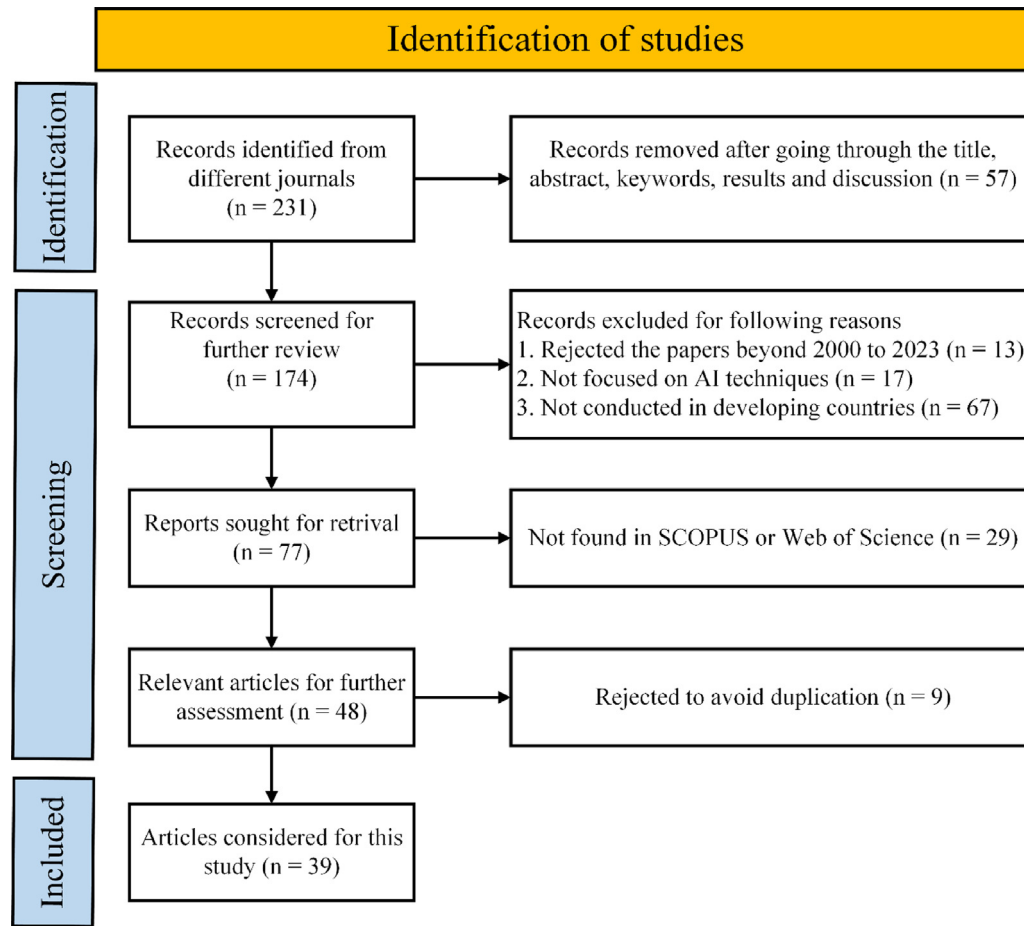 Identification of studies
Identification
Records identified from
different journals
(n = 231)
Records removed after going through the title,
abstract, keywords, results and discussion (n = 57)
Screening
Records screened for
further review
(n = 174)
Records excluded for following reasons
1. Rejected the papers beyond 2000 to 2023 (n = 13)
2. Not focused on AI techniques (n = 17)
3. Not conducted in developing countries (n = 67)
Reports sought for retrival
(n = 77)
Not found in SCOPUS or Web of Science (n = 29)
Relevant articles for further
assessment (n = 48)
Rejected to avoid duplication (n = 9)
Included
Articles considered for this
study (n = 39)